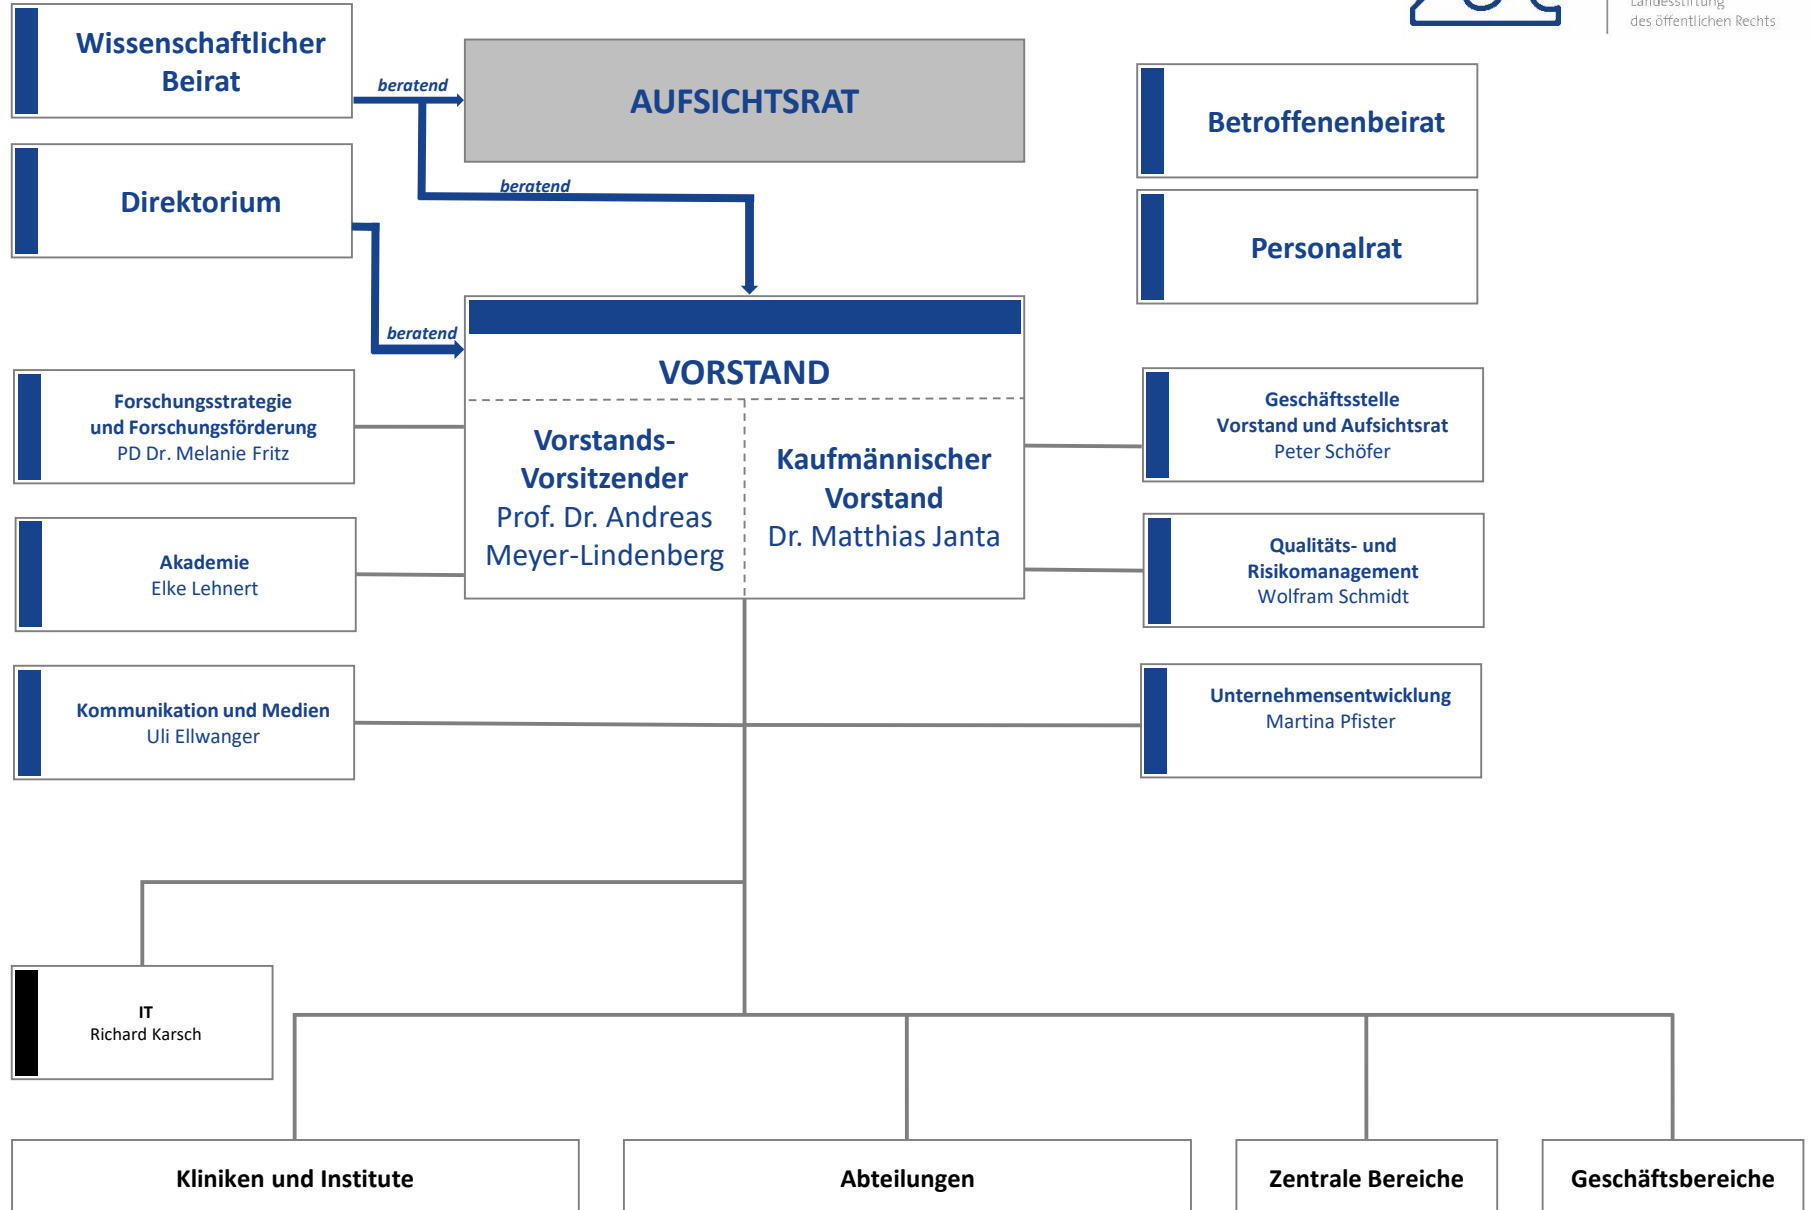 Landesstiftung
des öffentlichen Rechts
Wissenschaftlicher
Beirat
beratend
AUFSICHTSRAT
Betroffenenbeirat
Direktorium
beratend
Personalrat
beratend
VORSTAND
Vorstands-
Vorsitzender
Prof. Dr. Andreas
Meyer-Lindenberg
Kaufmännischer
Vorstand
Dr. Matthias Janta
Forschungsstrategie
und Forschungsförderung
PD Dr. Melanie Fritz
Geschäftsstelle
Vorstand und Aufsichtsrat
Peter Schöfer
Akademie
Elke Lehnert
Qualitäts- und
Risikomanagement
Wolfram Schmidt
Kommunikation und Medien
Uli Ellwanger
Unternehmensentwicklung
Martina Pfister
IT
Richard Karsch
Kliniken und Institute
Abteilungen
Zentrale Bereiche
Geschäftsbereiche